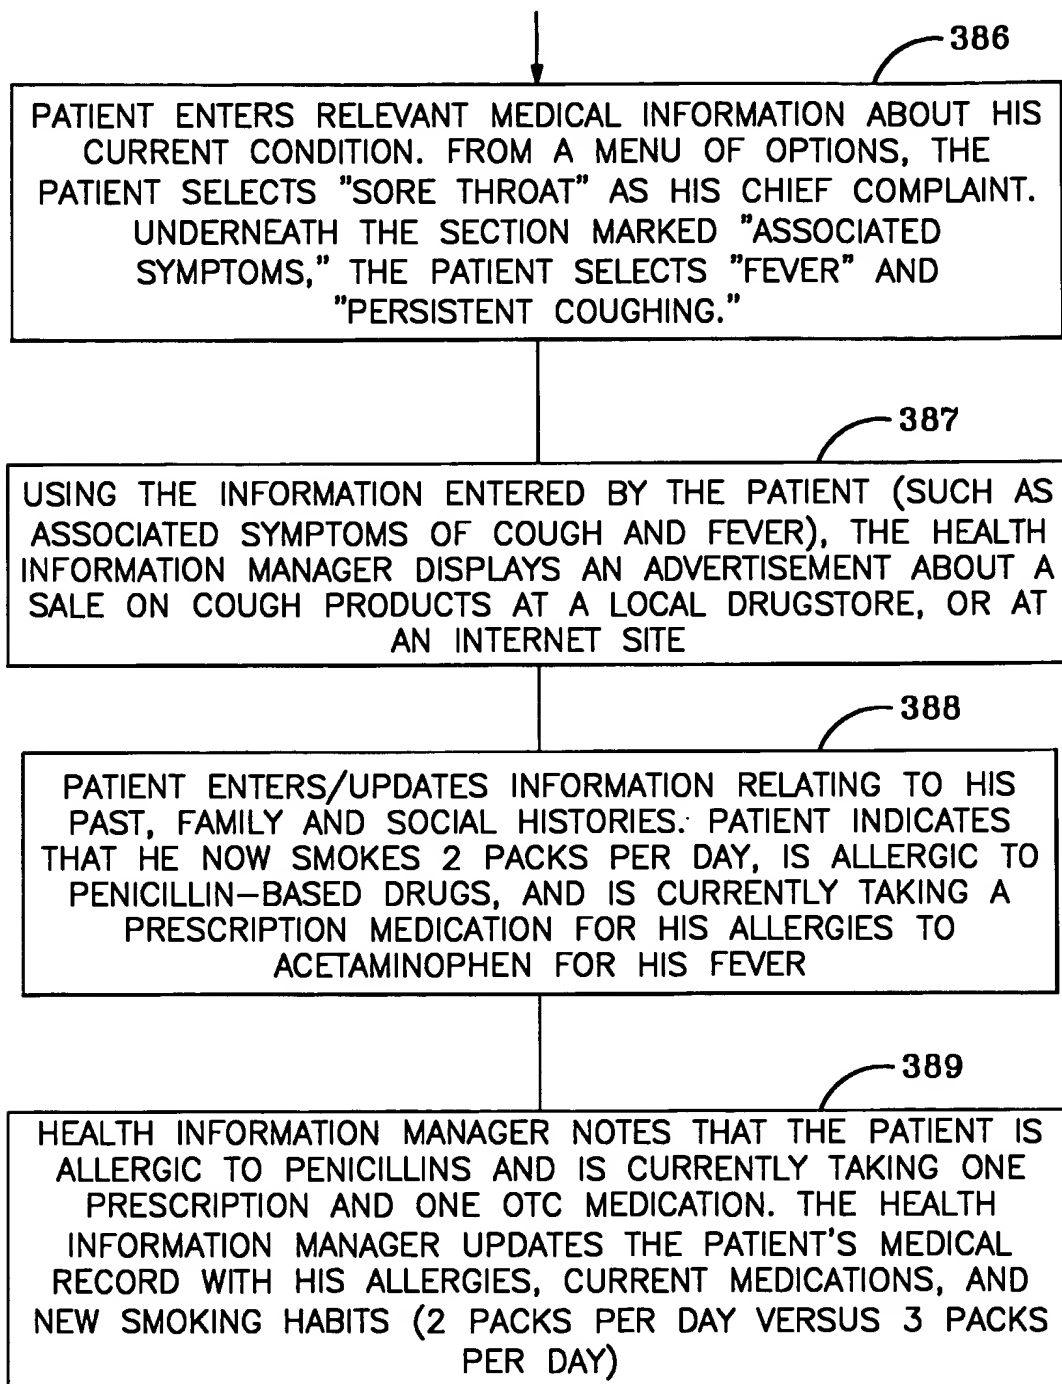 386
PATIENT ENTERS RELEVANT MEDICAL INFORMATION ABOUT HIS
CURRENT CONDITION. FROM A MENU OF OPTIONS, THE
PATIENT SELECTS "SORE THROAT" AS HIS CHIEF COMPLAINT.
UNDERNEATH THE SECTION MARKED "ASSOCIATED
SYMPTOMS," THE PATIENT SELECTS "FEVER" AND
"PERSISTENT COUGHING."
387
USING THE INFORMATION ENTERED BY THE PATIENT (SUCH AS
ASSOCIATED SYMPTOMS OF COUGH AND FEVER), THE HEALTH
INFORMATION MANAGER DISPLAYS AN ADVERTISEMENT ABOUT A
SALE ON COUGH PRODUCTS AT A LOCAL DRUGSTORE, OR AT
AN INTERNET SITE
388
PATIENT ENTERS/UPDATES INFORMATION RELATING TO HIS
PAST, FAMILY AND SOCIAL HISTORIES. PATIENT INDICATES
THAT HE NOW SMOKES 2 PACKS PER DAY, IS ALLERGIC TO
PENICILLIN-BASED DRUGS, AND IS CURRENTLY TAKING A
PRESCRIPTION MEDICATION FOR HIS ALLERGIES TO
ACETAMINOPHEN FOR HIS FEVER
389
HEALTH INFORMATION MANAGER NOTES THAT THE PATIENT IS
ALLERGIC TO PENICILLINS AND IS CURRENTLY TAKING ONE
PRESCRIPTION AND ONE OTC MEDICATION. THE HEALTH
INFORMATION MANAGER UPDATES THE PATIENT'S MEDICAL
RECORD WITH HIS ALLERGIES, CURRENT MEDICATIONS, AND
NEW SMOKING HABITS (2 PACKS PER DAY VERSUS 3 PACKS
PER DAY)